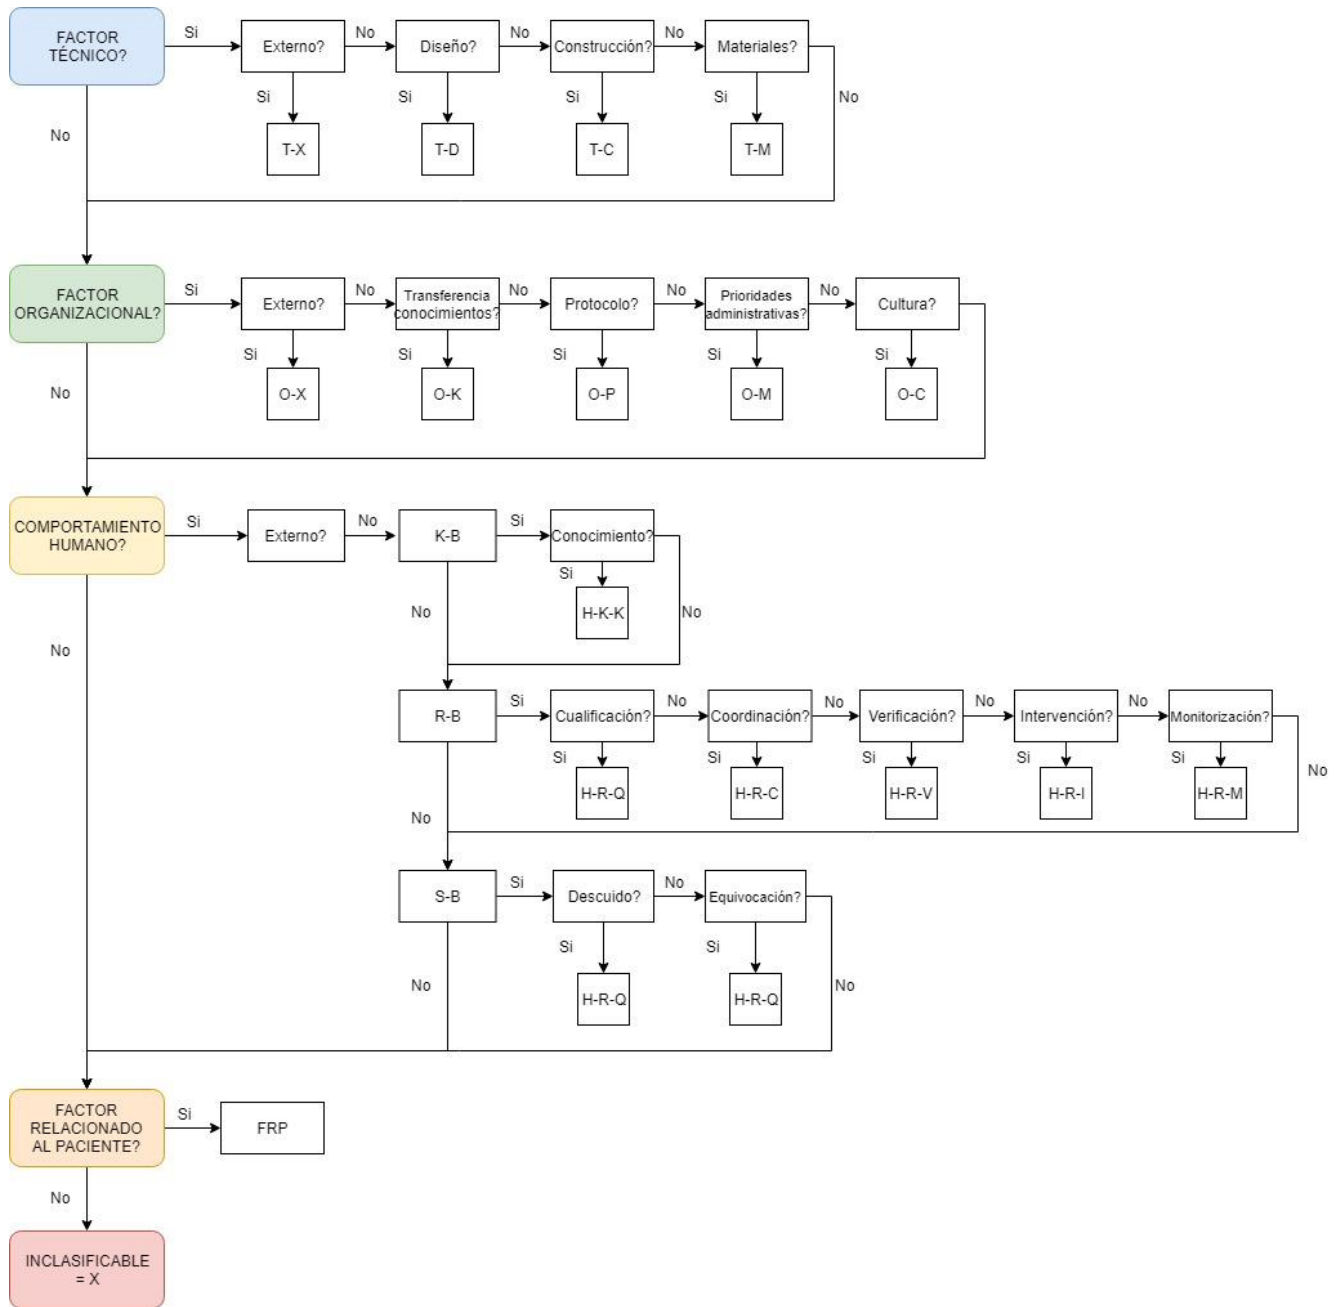 FACTOR
TÉCNICO?
Si
Externo?
No
Diseño?
No
Construcción?
No
Materiales?
No
Si
T-X
Si
T-D
Si
T-C
Si
T-M
No
FACTOR
ORGANIZACIONAL?
Si
Externo?
No
Transferencia
conocimientos?
No
Protocolo?
No
Prioridades
administrativas?
No
Cultura?
Si
O-X
Si
O-K
Si
O-P
Si
O-M
Si
O-C
No
COMPORTAMIENTO
HUMANO?
Si
Externo?
No
K-B
Si
Conocimiento?
Si
H-K-K
No
No
No
R-B
Si
Cualificación?
No
Coordinación?
No
Verificación?
No
Intervención?
No
Monitorización?
Si
H-R-Q
Si
H-R-C
Si
H-R-V
Si
H-R-I
Si
H-R-M
No
No
S-B
Si
Descuido?
No
Equivocación?
Si
H-R-Q
Si
H-R-Q
No
No
FACTOR
RELACIONADO
AL PACIENTE?
Si
FRP
No
INCLASIFICABLE
= X